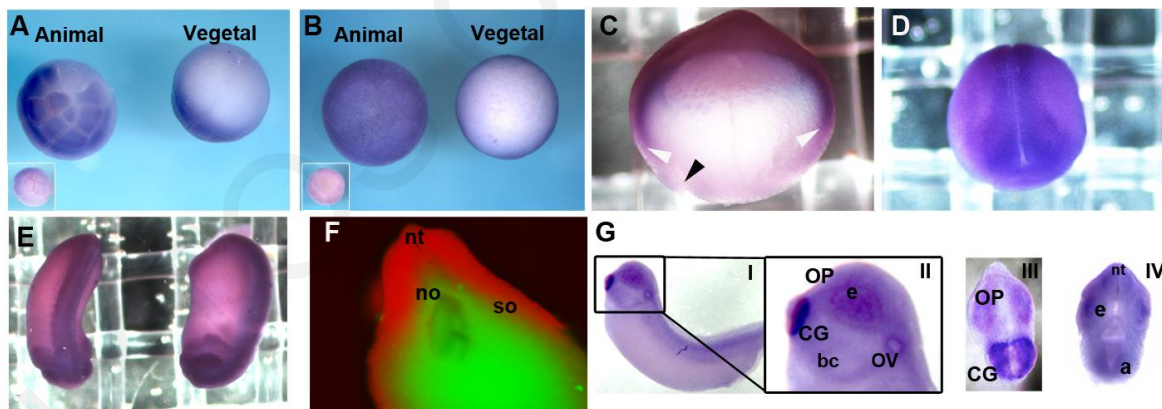 A
Animal
Vegetal
B
Animal
Vegetal
C
D
E
F
nt
no
so
G
I
OP
e
II
CG
bc
OV
III
OP
CG
nt
IV
e
a